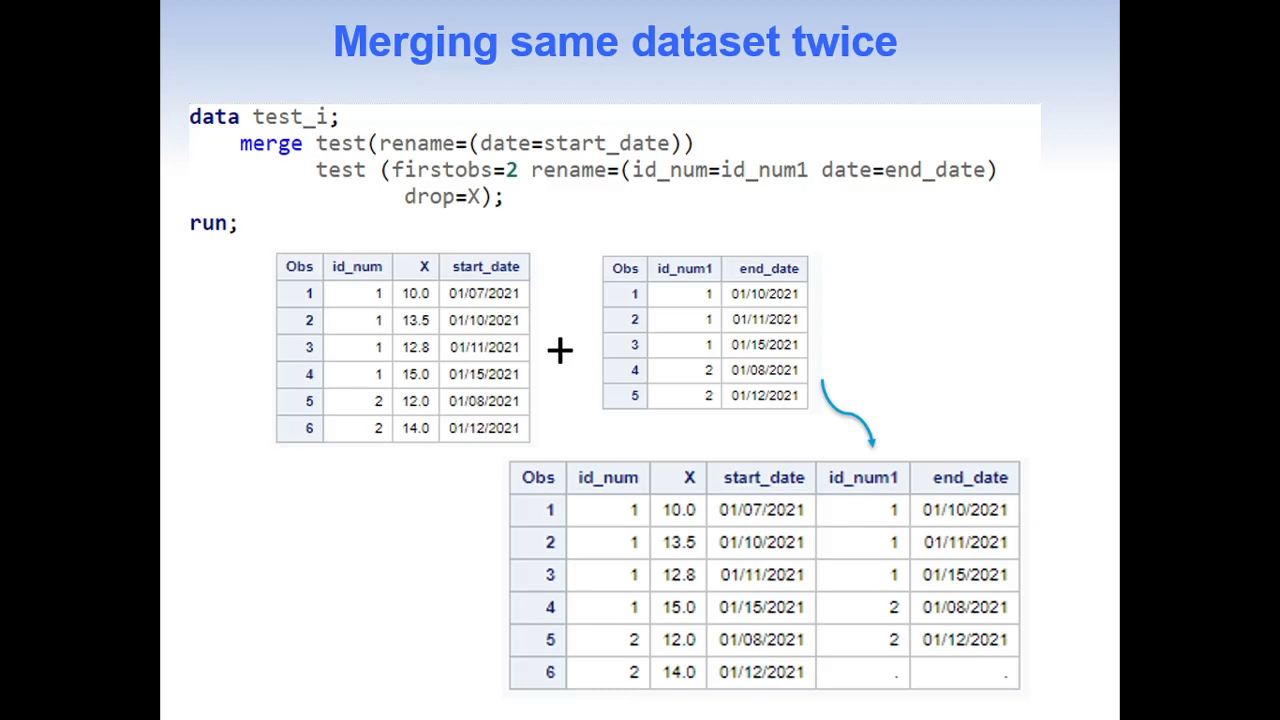 Merging same dataset twice
data test_i;
merge test(rename=(date=start_date))
test (firstobs=2 rename=(id_num=id_num1 date=end_date)
drop=X);
run;
Obs id_num X start_date
1 1 10.0 01/07/2021
2 1 13.5 01/10/2021
3 1 12.8 01/11/2021
4 1 15.0 01/15/2021
5 2 12.0 01/08/2021
6 2 14.0 01/12/2021
+
Obs id_num1 end_date
1 1 01/10/2021
2 1 01/11/2021
3 1 01/15/2021
4 2 01/08/2021
5 2 01/12/2021
Obs id_num X start_date id_num1 end_date
1 1 10.0 01/07/2021 1 01/10/2021
2 1 13.5 01/10/2021 1 01/11/2021
3 1 12.8 01/11/2021 1 01/15/2021
4 1 15.0 01/15/2021 2 01/08/2021
5 2 12.0 01/08/2021 2 01/12/2021
6 2 14.0 01/12/2021 . .